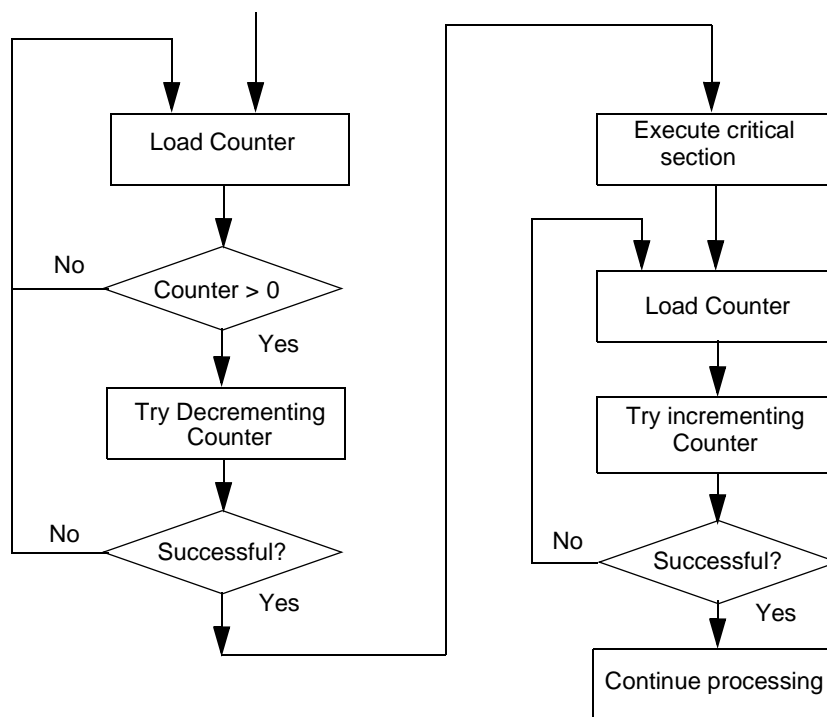 Load Counter
No
Counter > 0
Yes
Try Decrementing
Counter
No
Successful?
Yes
Execute critical
section
Load Counter
Try incrementing
Counter
No
Successful?
Yes
Continue processing